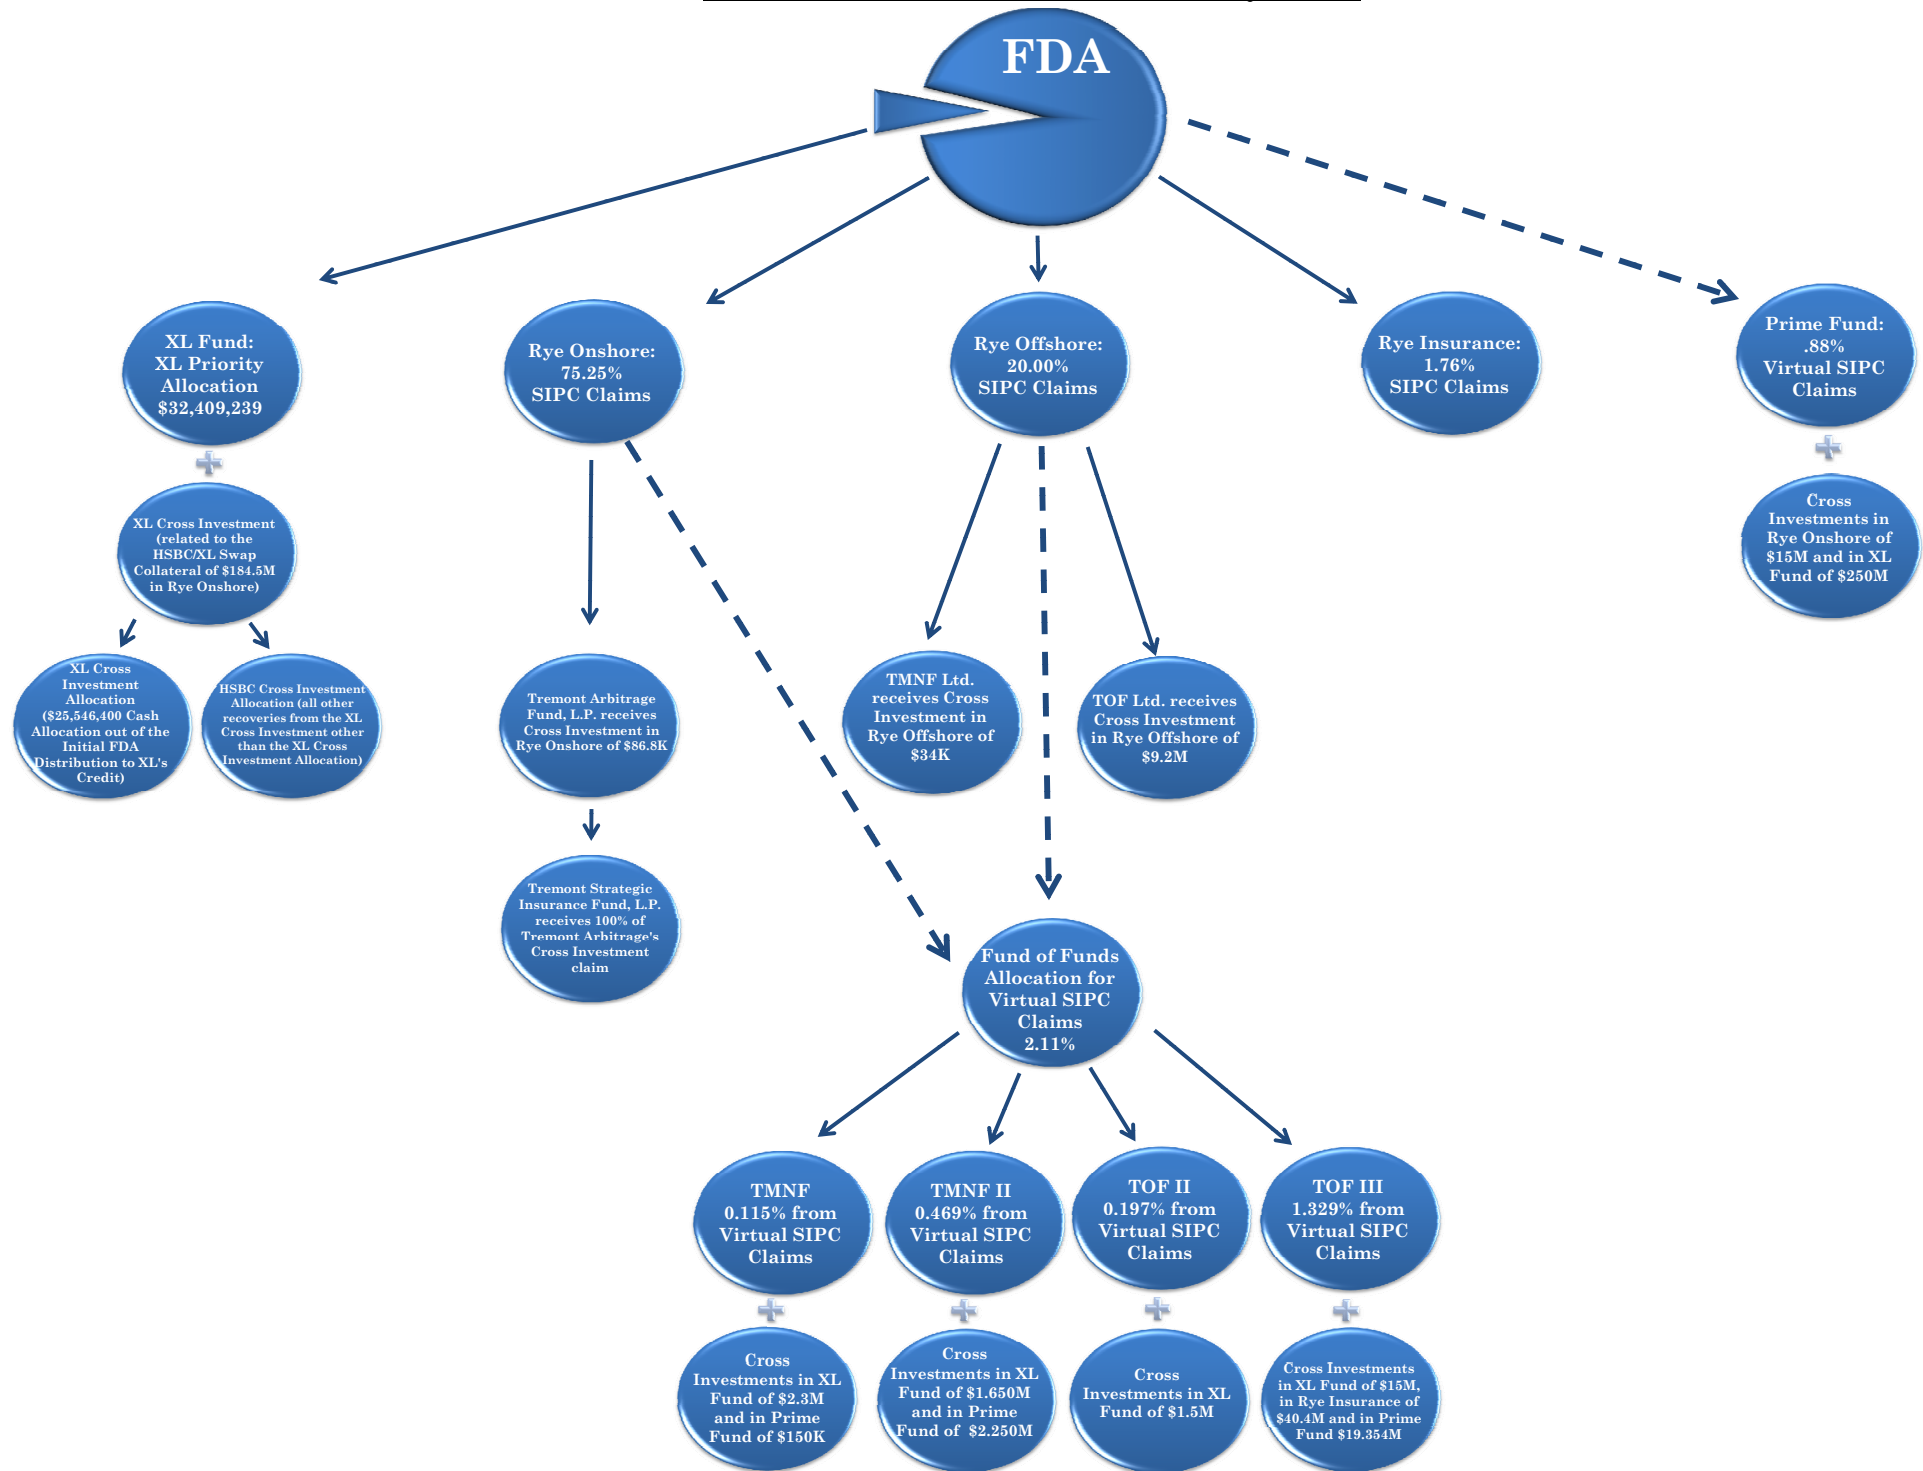 FDA
XL Fund:
XL Priority
Allocation
$32,409,239
Rye Onshore:
75.25%
SIPC Claims
Rye Offshore:
20.00%
SIPC Claims
Rye Insurance:
1.76%
SIPC Claims
Prime Fund:
.88%
Virtual SIPC
Claims
XL Cross Investment
(related to the
HSBC/XL Swap
Collateral of $184.5M
in Rye Onshore)
Cross
Investments in
Rye Onshore of
$15M and in XL
Fund of $250M
XL Cross
Investment
Allocation
($25,546,400 Cash
Allocation out of the
Initial FDA
Distribution to XL's
Credit)
HSBC Cross Investment
Allocation (all other
recoveries from the XL
Cross Investment other
than the XL Cross
Investment Allocation)
Tremont Arbitrage
Fund, L.P. receives
Cross Investment in
Rye Onshore of $86.8K
TMNF Ltd.
receives Cross
Investment in
Rye Offshore of
$34K
TOF Ltd. receives
Cross Investment
in Rye Offshore of
$9.2M
Tremont Strategic
Insurance Fund, L.P.
receives 100% of
Tremont Arbitrage's
Cross Investment
claim
Fund of Funds
Allocation for
Virtual SIPC
Claims
2.11%
TMNF
0.115% from
Virtual SIPC
Claims
TMNF II
0.469% from
Virtual SIPC
Claims
TOF II
0.197% from
Virtual SIPC
Claims
TOF III
1.329% from
Virtual SIPC
Claims
Cross
Investments in XL
Fund of $2.3M
and in Prime
Fund of $150K
Cross
Investments in XL
Fund of $1.650M
and in Prime
Fund of $2.250M
Cross
Investments in XL
Fund of $1.5M
Cross Investments
in XL Fund of $15M,
in Rye Insurance of
$40.4M and in Prime
Fund $19.354M